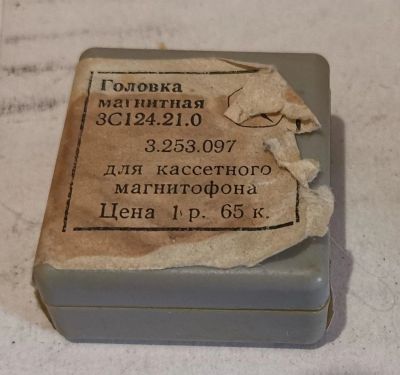 Головка
магнитная
3С124.21.0
3.253.097
для кассетного
магнитофона
Цена 1 р. 65 к.